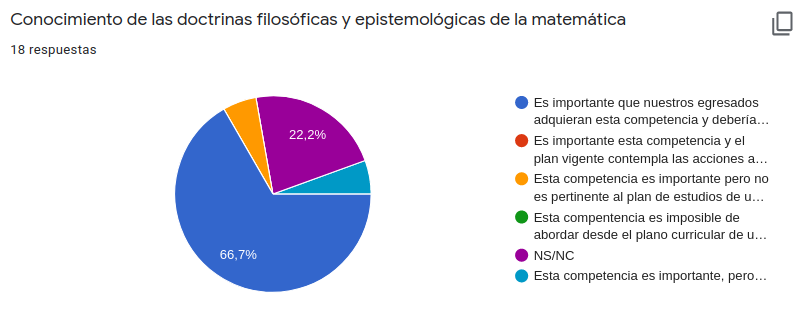 Conocimiento de las doctrinas filosóficas y epistemológicas de la matemática
18 respuestas
22,2%
66,7%
Es importante que nuestros egresados
adquieran esta competencia y debería…
Es importante esta competencia y el
plan vigente contempla las acciones a…
Esta competencia es importante pero no
es pertinente al plan de estudios de u…
Esta compentencia es imposible de
abordar desde el plano curricular de u…
NS/NC
Esta competencia es importante, pero…